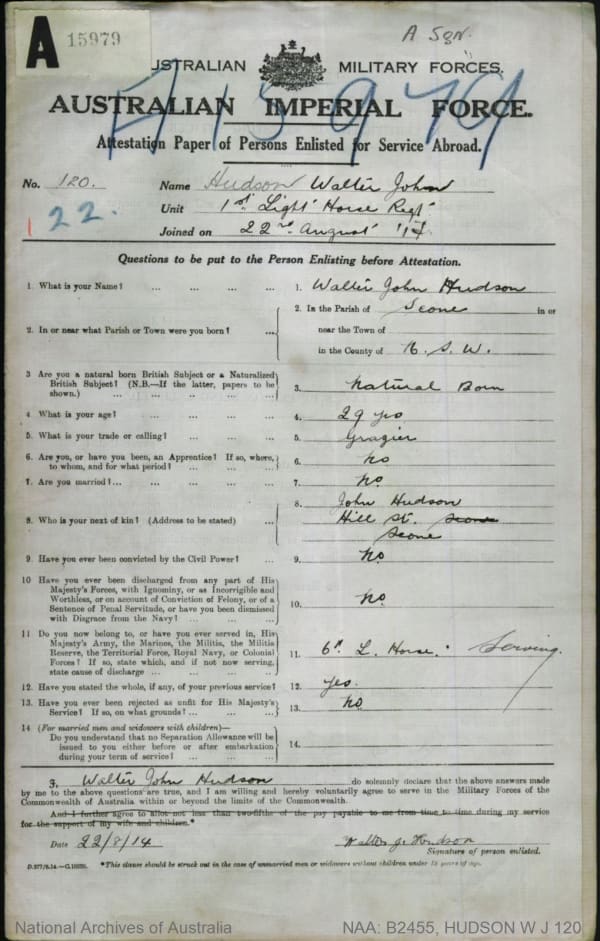 A 15979
A Sgn.
AUSTRALIAN MILITARY FORCES.
A 15979
AUSTRALIAN IMPERIAL FORCE.
Attestation Paper of Persons Enlisted for Service Abroad.
No. 120. Name Hudson Walter John
22. Unit 1st Light Horse Regt
Joined on 22nd August '14.
Questions to be put to the Person Enlisting before Attestation.
1. What is your Name? ... ... ... ... 1. Walter John Hudson
2. In or near what Parish or Town were you born? ... 2. In the Parish of Scone in or
near the Town of
in the County of N. S. W.
3 Are you a natural born British Subject or a Naturalized
British Subject? (N.B.—If the latter, papers to be
shown.) ... ... ... ... ... 3. Natural Born
4. What is your age? ... ... ... ... 4. 29 yrs
5. What is your trade or calling? ... ... ... 5. Grazier
6. Are you, or have you been, an Apprentice? If so, where,
to whom, and for what period? ... ... ... 6. No
7. Are you married? ... ... ... ... ... 7. No
8. Who is your next of kin? (Address to be stated) ... 8. John Hudson
Hill St. Scone
Scone
9. Have you ever been convicted by the Civil Power? ... 9. No
10 Have you ever been discharged from any part of His
Majesty's Forces, with Ignominy, or as Incorrigible and
Worthless, or on account of Conviction of Felony, or of a
Sentence of Penal Servitude, or have you been dismissed
with Disgrace from the Navy? ... ... ... 10. No
11 Do you now belong to, or have you ever served in, His
Majesty's Army, the Marines, the Militia, the Militia
Reserve, the Territorial Force, Royal Navy, or Colonial
Forces? If so, state which, and if not now serving,
state cause of discharge ... ... ... ... 11. 6th L. Horse. Serving.
12. Have you stated the whole, if any, of your previous service? 12. Yes.
13. Have you ever been rejected as unfit for His Majesty's
Service? If so, on what grounds? ... ... ... 13. No
14 (For married men and widowers with children)—
Do you understand that no Separation Allowance will be
issued to you either before or after embarkation
during your term of service? ... ... ... 14.
I, Walter John Hudson do solemnly declare that the above answers made
by me to the above questions are true, and I am willing and hereby voluntarily agree to serve in the Military Forces of the
Commonwealth of Australia within or beyond the limits of the Commonwealth.
And I further agree to allot not less than two-fifths of the pay payable to me from time to time during my service
for the support of my wife and children.*
Date 22/8/14 Walter J. Hudson
Signature of person enlisted.
*This clause should be struck out in the case of unmarried men or widowers without children under 18 years of age.
National Archives of Australia NAA: B2455, HUDSON W J 120